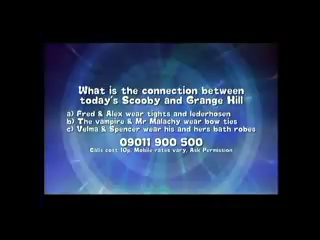 What is the connection between
today's Scooby and Grange Hill
a) Fred & Alex wear tights and lederhosen
b) The vampire & Mr Malachy wear bow ties
c) Velma & Spencer wear his and hers bath robes
09011 900 500
Calls cost 10p. Mobile rates vary. Ask Permission